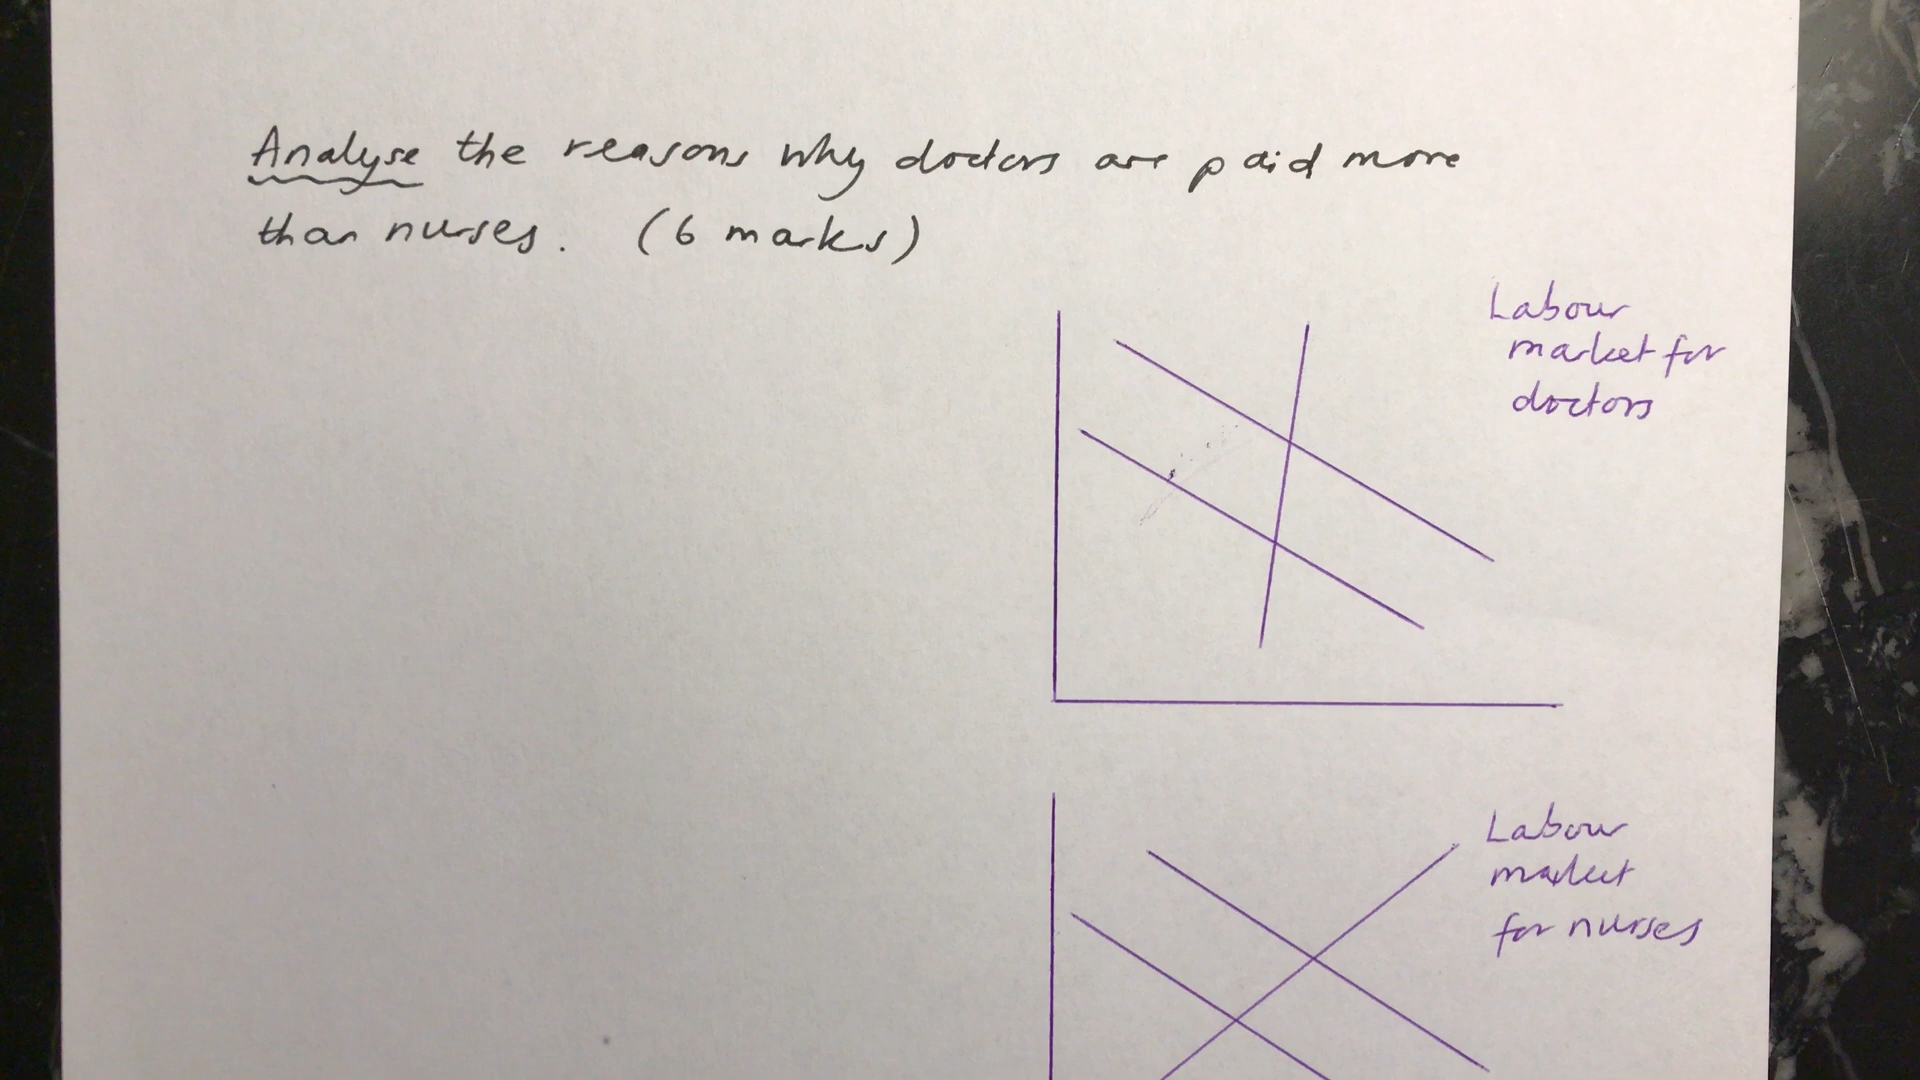 Analyse the reasons why doctors are paid more
than nurses. (6 marks)
Labour
market for
doctors
Labour
market
for nurses